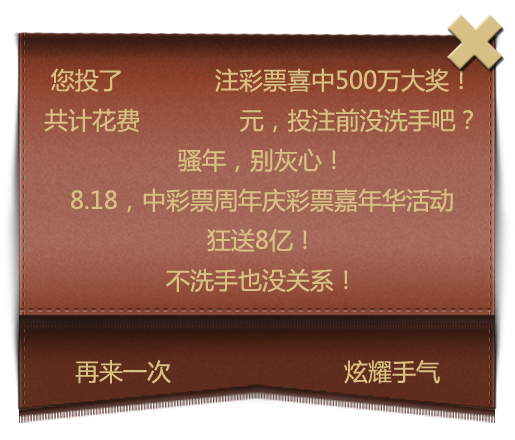 您投了 注彩票喜中500万大奖！
共计花费 元，投注前没洗手吧？
骚年，别灰心！
8.18，中彩票周年庆彩票嘉年华活动
狂送8亿！
不洗手也没关系！
再来一次 炫耀手气